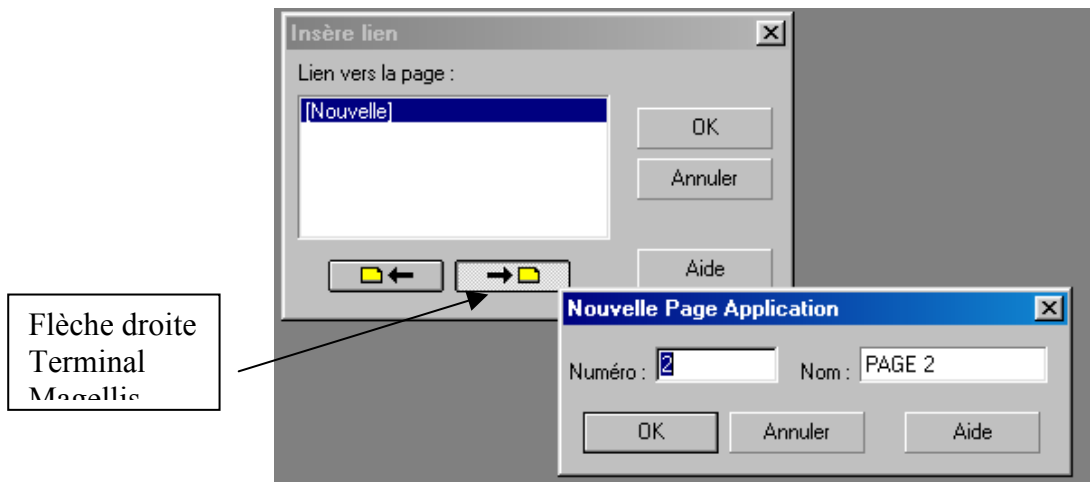 Insère lien
Lien vers la page :
[Nouvelle]
OK
Annuler
Aide
Flèche droite
Terminal
Magellis
Nouvelle Page Application
Numéro : 2 Nom : PAGE 2
OK Annuler Aide